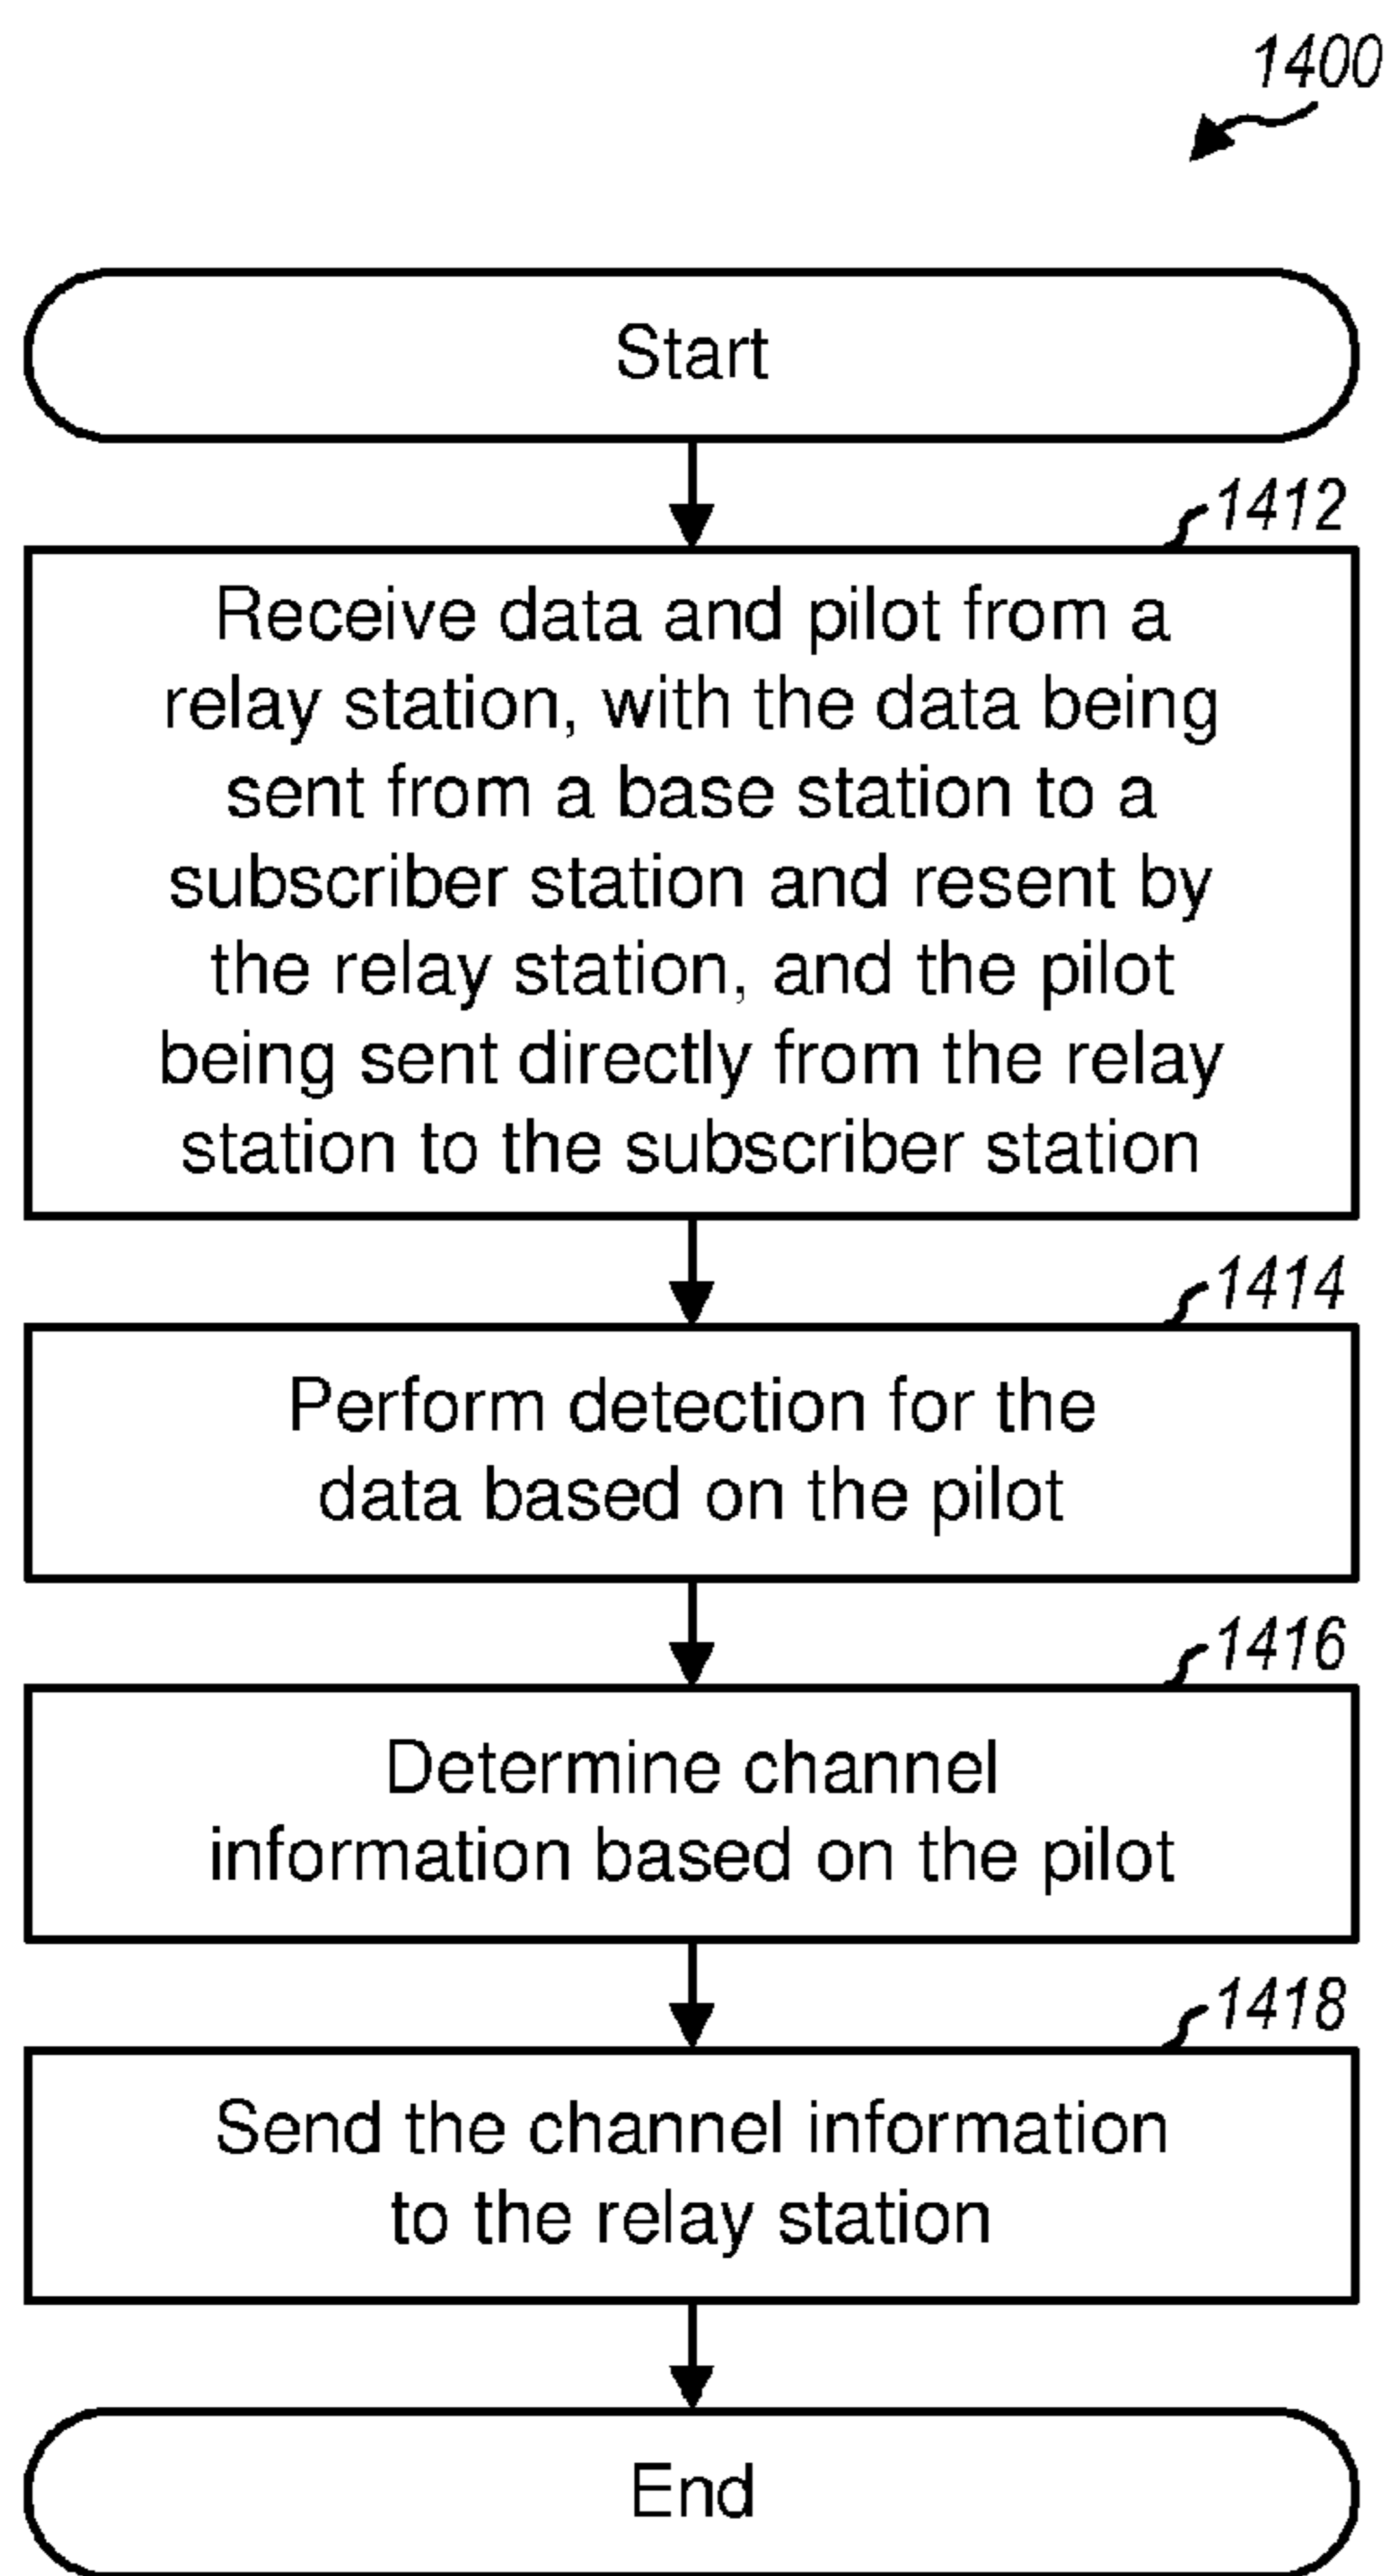 1400
Start
1412
Receive data and pilot from a
relay station, with the data being
sent from a base station to a
subscriber station and resent by
the relay station, and the pilot
being sent directly from the relay
station to the subscriber station
1414
Perform detection for the
data based on the pilot
1416
Determine channel
information based on the pilot
1418
Send the channel information
to the relay station
End